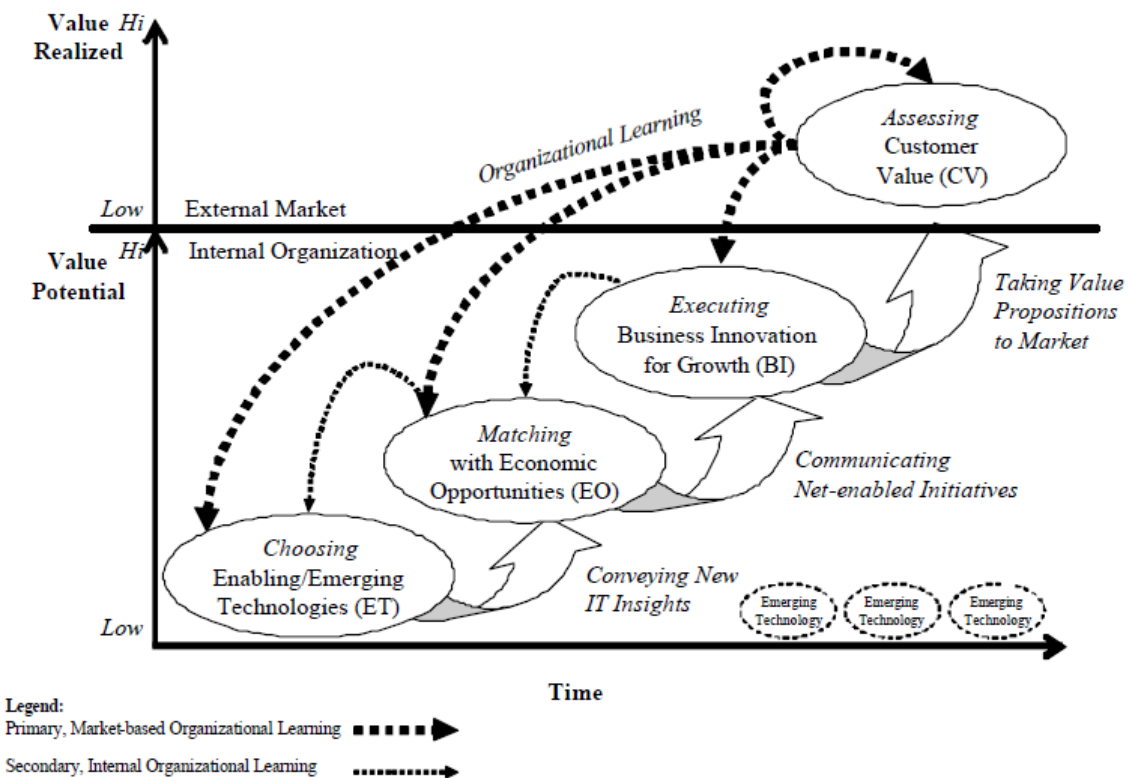 Value Hi
Realized
Organizational Learning
Assessing
Customer
Value (CV)
Low External Market
Hi Internal Organization
Value
Potential
Executing
Business Innovation
for Growth (BI)
Taking Value
Propositions
to Market
Matching
with Economic
Opportunities (EO)
Communicating
Net-enabled Initiatives
Choosing
Enabling/Emerging
Technologies (ET)
Conveying New
IT Insights
Emerging
Technology
Emerging
Technology
Emerging
Technology
Low
Time
Legend:
Primary, Market-based Organizational Learning
Secondary, Internal Organizational Learning